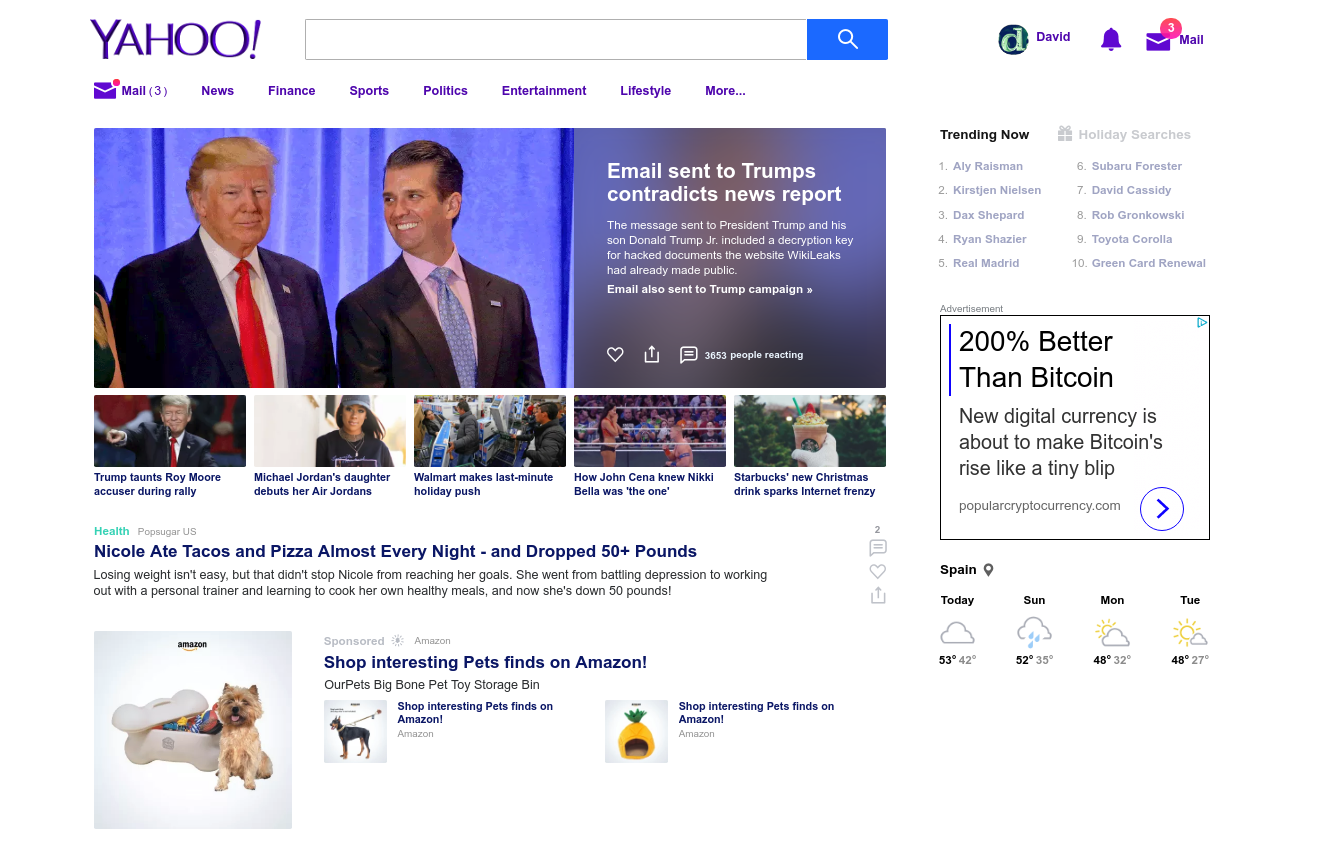 YAHOO!
David
3
Mail
Mail ( 3 )
News
Finance
Sports
Politics
Entertainment
Lifestyle
More...
Email sent to Trumps
contradicts news report
The message sent to President Trump and his
son Donald Trump Jr. included a decryption key
for hacked documents the website WikiLeaks
had already made public.
Email also sent to Trump campaign »
3653 people reacting
Trump taunts Roy Moore
accuser during rally
Michael Jordan's daughter
debuts her Air Jordans
Walmart makes last-minute
holiday push
How John Cena knew Nikki
Bella was 'the one'
Starbucks' new Christmas
drink sparks Internet frenzy
Health Popsugar US
Nicole Ate Tacos and Pizza Almost Every Night - and Dropped 50+ Pounds
Losing weight isn't easy, but that didn't stop Nicole from reaching her goals. She went from battling depression to working
out with a personal trainer and learning to cook her own healthy meals, and now she's down 50 pounds!
2
amazon
Sponsored Amazon
Shop interesting Pets finds on Amazon!
OurPets Big Bone Pet Toy Storage Bin
Shop interesting Pets finds on
Amazon!
Amazon
Shop interesting Pets finds on
Amazon!
Amazon
Trending Now
Holiday Searches
1. Aly Raisman
2. Kirstjen Nielsen
3. Dax Shepard
4. Ryan Shazier
5. Real Madrid
6. Subaru Forester
7. David Cassidy
8. Rob Gronkowski
9. Toyota Corolla
10. Green Card Renewal
Advertisement
200% Better
Than Bitcoin
New digital currency is
about to make Bitcoin's
rise like a tiny blip
popularcryptocurrency.com
Spain
Today
Sun
Mon
Tue
53° 42°
52° 35°
48° 32°
48° 27°